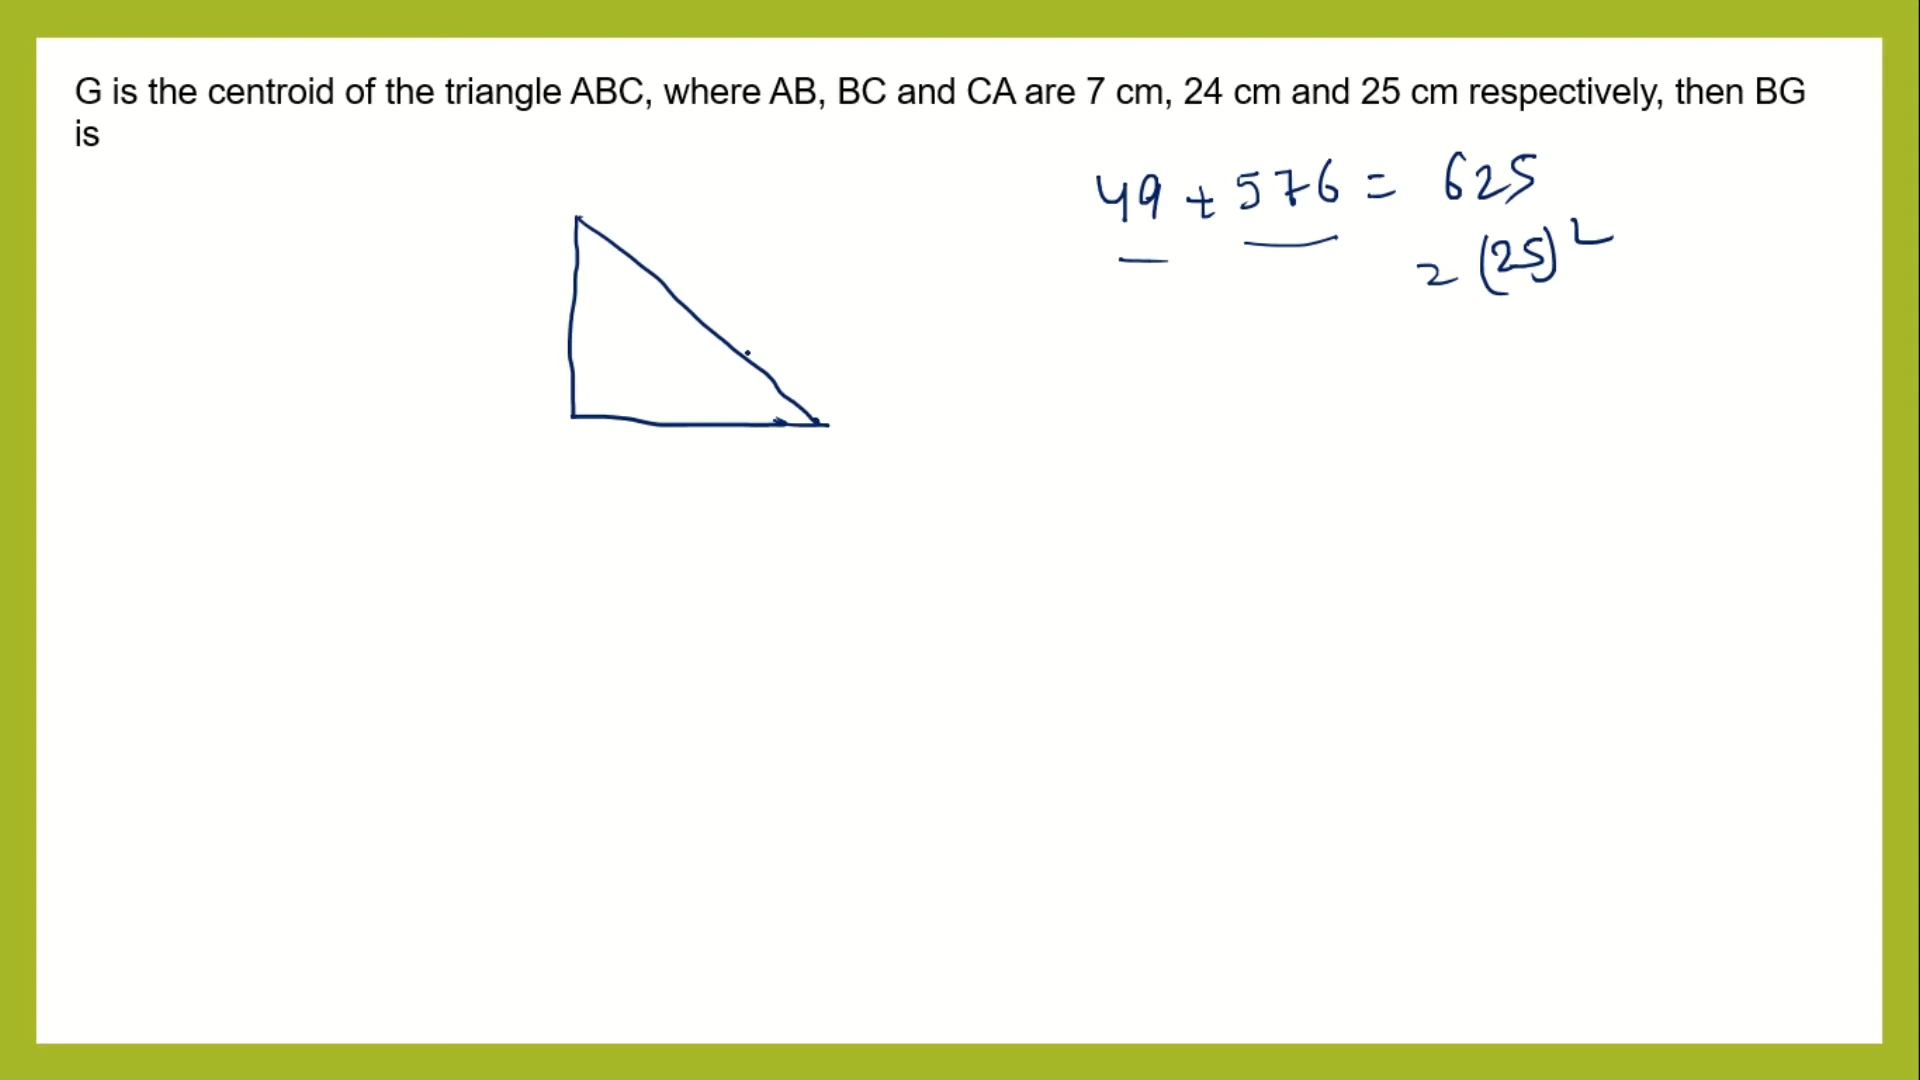 G is the centroid of the triangle ABC, where AB, BC and CA are 7 cm, 24 cm and 25 cm respectively, then BG
is
49 + 576 = 625
= (25)²